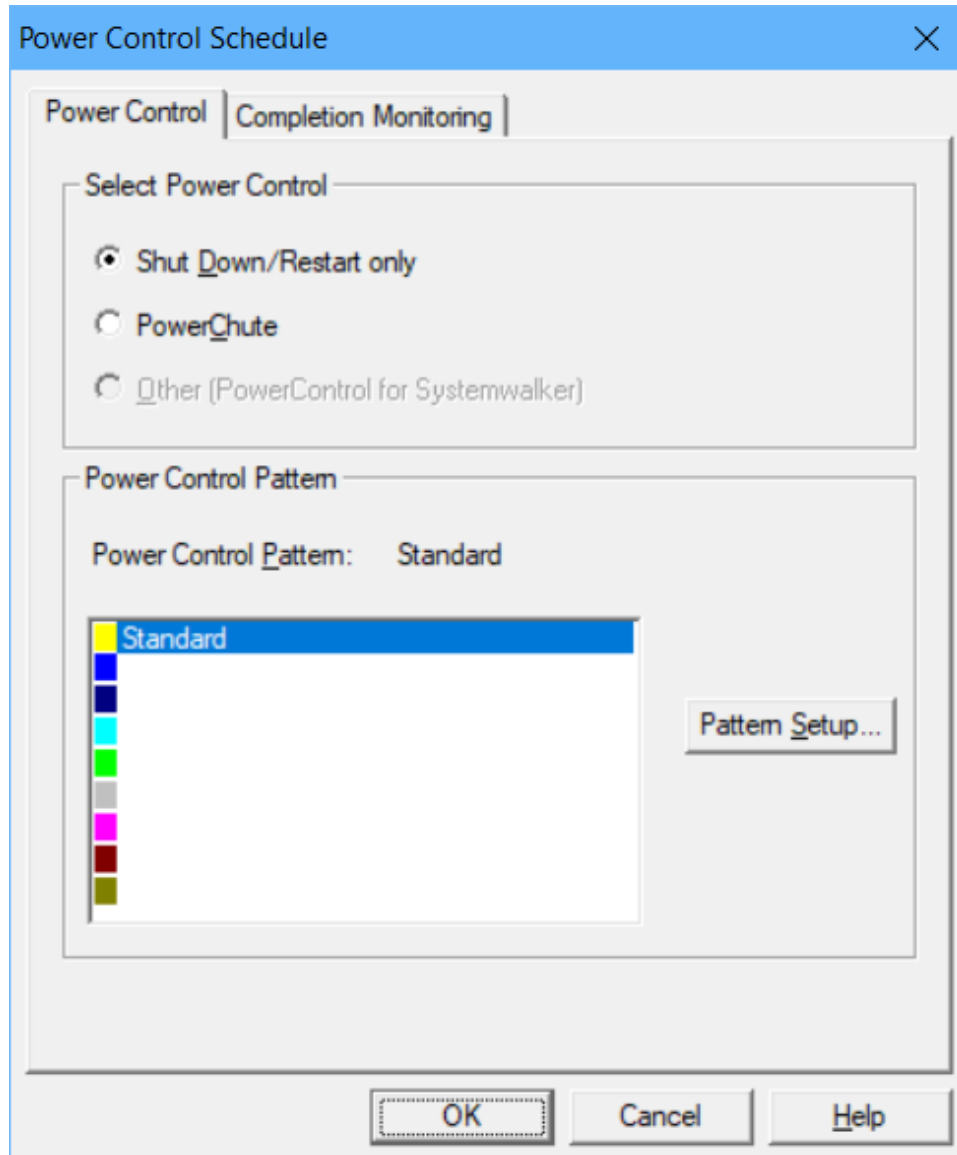 Power Control Schedule
Power Control Completion Monitoring
Select Power Control
Shut Down/Restart only
PowerChute
Other (PowerControl for Systemwalker)
Power Control Pattern
Power Control Pattern: Standard
Standard
Pattern Setup...
OK Cancel Help